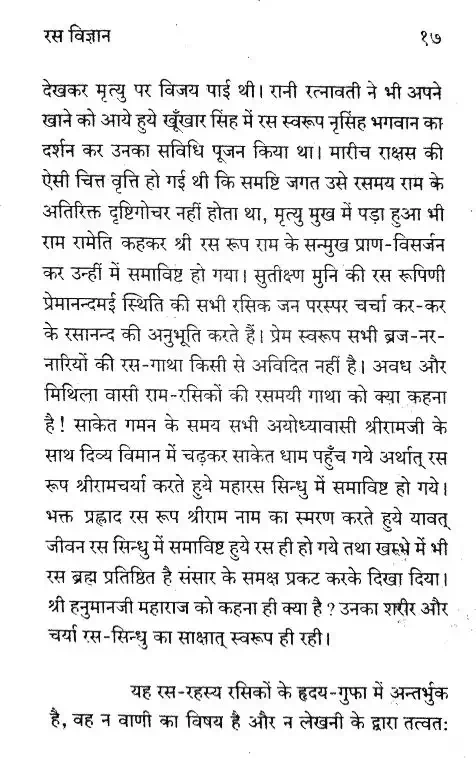 रस विज्ञान १७
देखकर मृत्यु पर विजय पाई थी। रानी रत्नावती ने भी अपने
खाने को आये हुये खूँखार सिंह में रस स्वरूप नृसिंह भगवान का
दर्शन कर उनका सविधि पूजन किया था। मारीच राक्षस की
ऐसी चित्त वृत्ति हो गई थी कि समष्टि जगत उसे रसमय राम के
अतिरिक्त दृष्टिगोचर नहीं होता था, मृत्यु मुख में पड़ा हुआ भी
राम रामेति कहकर श्री रस रूप राम के सन्मुख प्राण-विसर्जन
कर उन्हीं में समाविष्ट हो गया। सुतीक्ष्ण मुनि की रस रूपिणी
प्रेमानन्दमई स्थिति की सभी रसिक जन परस्पर चर्चा कर-कर
के रसानन्द की अनुभूति करते हैं। प्रेम स्वरूप सभी ब्रज-नर-
नारियों की रस-गाथा किसी से अविदित नहीं है। अवध और
मिथिला वासी राम-रसिकों की रसमयी गाथा को क्या कहना
है! साकेत गमन के समय सभी अयोध्यावासी श्रीरामजी के
साथ दिव्य विमान में चढ़कर साकेत धाम पहुँच गये अर्थात् रस
रूप श्रीरामचर्या करते हुये महारस सिन्धु में समाविष्ट हो गये।
भक्त प्रह्लाद रस रूप श्रीराम नाम का स्मरण करते हुये यावत्
जीवन रस सिन्धु में समाविष्ट हुये रस ही हो गये तथा खम्भे में भी
रस ब्रह्म प्रतिष्ठित है संसार के समक्ष प्रकट करके दिखा दिया।
श्री हनुमानजी महाराज को कहना ही क्या है? उनका शरीर और
चर्या रस-सिन्धु का साक्षात् स्वरूप ही रही।
यह रस-रहस्य रसिकों के हृदय-गुफा में अन्तर्भुक
है, वह न वाणी का विषय है और न लेखनी के द्वारा तत्वत: